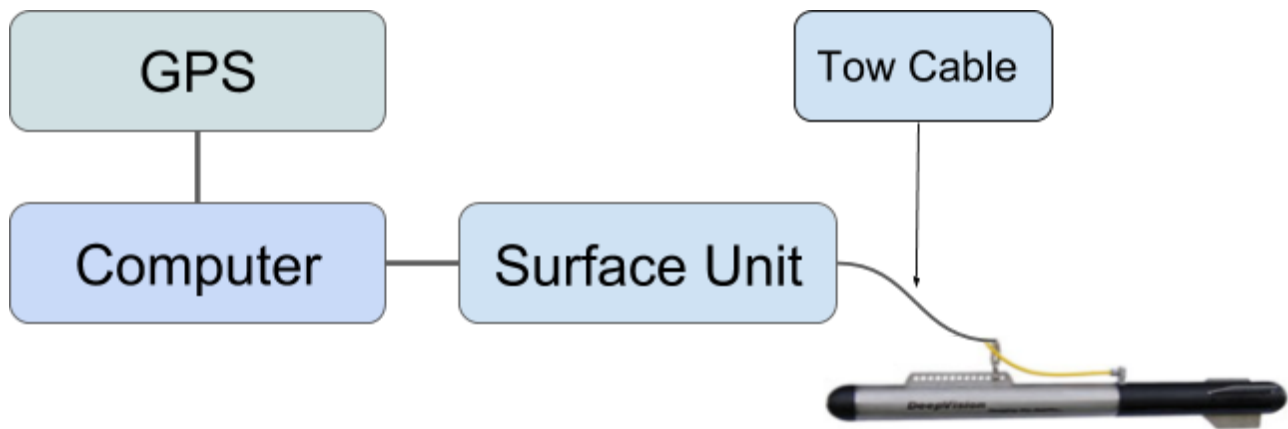 GPS
Tow Cable
Computer
Surface Unit
DeepVision